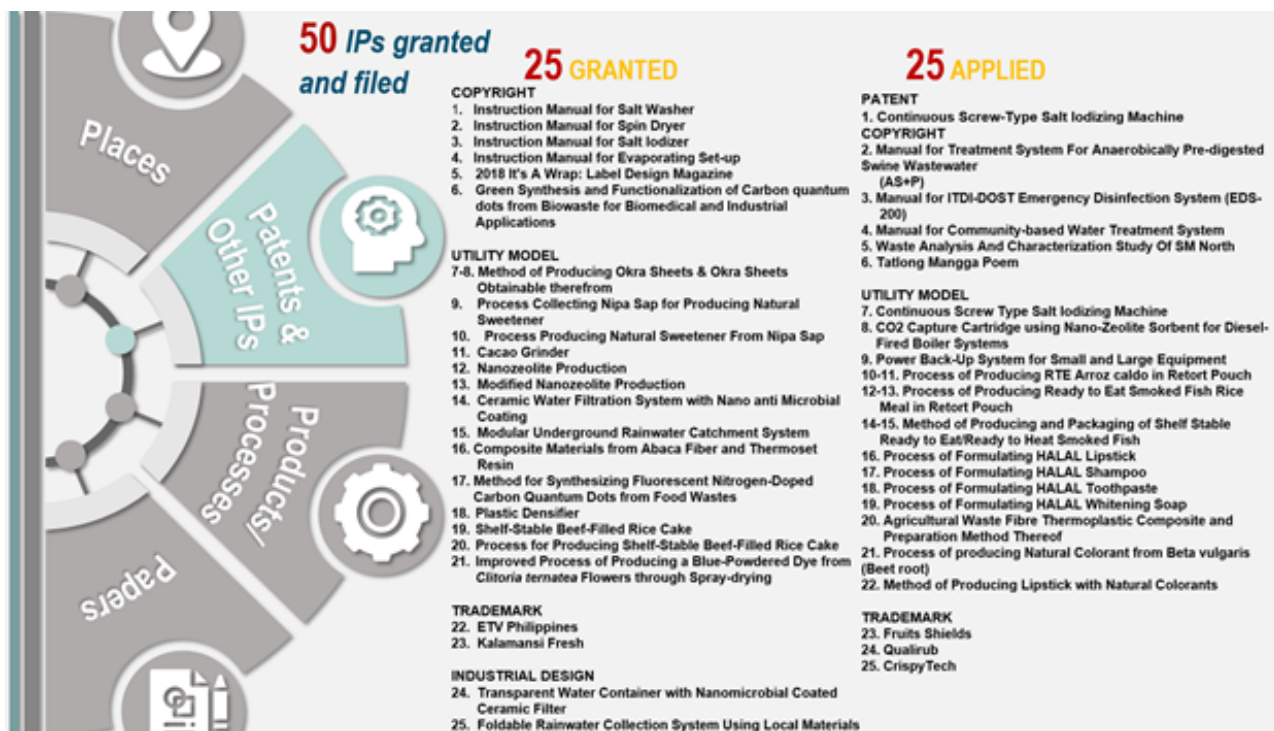 50 IPs granted
and filed
Places
Patents &
Other IPs
Products/
Processes
Papers
25 GRANTED
COPYRIGHT
1. Instruction Manual for Salt Washer
2. Instruction Manual for Spin Dryer
3. Instruction Manual for Salt Iodizer
4. Instruction Manual for Evaporating Set-up
5. 2018 It's A Wrap: Label Design Magazine
6. Green Synthesis and Functionalization of Carbon quantum
dots from Biowaste for Biomedical and Industrial
Applications
UTILITY MODEL
7-8. Method of Producing Okra Sheets & Okra Sheets
Obtainable therefrom
9. Process Collecting Nipa Sap for Producing Natural
Sweetener
10. Process Producing Natural Sweetener From Nipa Sap
11. Cacao Grinder
12. Nanozeolite Production
13. Modified Nanozeolite Production
14. Ceramic Water Filtration System with Nano anti Microbial
Coating
15. Modular Underground Rainwater Catchment System
16. Composite Materials from Abaca Fiber and Thermoset
Resin
17. Method for Synthesizing Fluorescent Nitrogen-Doped
Carbon Quantum Dots from Food Wastes
18. Plastic Densifier
19. Shelf-Stable Beef-Filled Rice Cake
20. Process for Producing Shelf-Stable Beef-Filled Rice Cake
21. Improved Process of Producing a Blue-Powdered Dye from
Clitoria ternatea Flowers through Spray-drying
TRADEMARK
22. ETV Philippines
23. Kalamansi Fresh
INDUSTRIAL DESIGN
24. Transparent Water Container with Nanomicrobial Coated
Ceramic Filter
25. Foldable Rainwater Collection System Using Local Materials
25 APPLIED
PATENT
1. Continuous Screw-Type Salt Iodizing Machine
COPYRIGHT
2. Manual for Treatment System For Anaerobically Pre-digested
Swine Wastewater
(AS+P)
3. Manual for ITDI-DOST Emergency Disinfection System (EDS-
200)
4. Manual for Community-based Water Treatment System
5. Waste Analysis And Characterization Study Of SM North
6. Tatlong Mangga Poem
UTILITY MODEL
7. Continuous Screw Type Salt Iodizing Machine
8. CO2 Capture Cartridge using Nano-Zeolite Sorbent for Diesel-
Fired Boiler Systems
9. Power Back-Up System for Small and Large Equipment
10-11. Process of Producing RTE Arroz caldo in Retort Pouch
12-13. Process of Producing Ready to Eat Smoked Fish Rice
Meal in Retort Pouch
14-15. Method of Producing and Packaging of Shelf Stable
Ready to Eat/Ready to Heat Smoked Fish
16. Process of Formulating HALAL Lipstick
17. Process of Formulating HALAL Shampoo
18. Process of Formulating HALAL Toothpaste
19. Process of Formulating HALAL Whitening Soap
20. Agricultural Waste Fibre Thermoplastic Composite and
Preparation Method Thereof
21. Process of producing Natural Colorant from Beta vulgaris
(Beet root)
22. Method of Producing Lipstick with Natural Colorants
TRADEMARK
23. Fruits Shields
24. Qualirub
25. CrispyTech